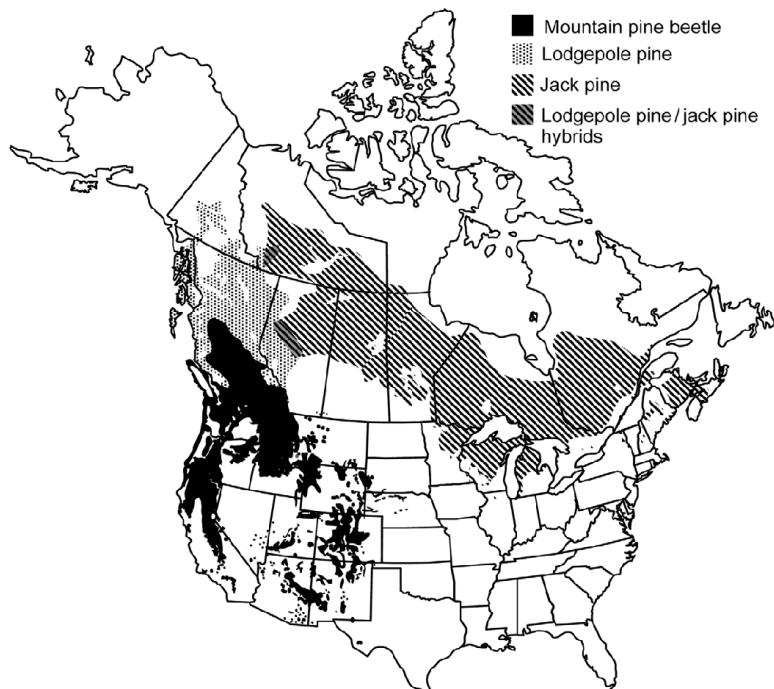 Mountain pine beetle
Lodgepole pine
Jack pine
Lodgepole pine/jack pine
hybrids